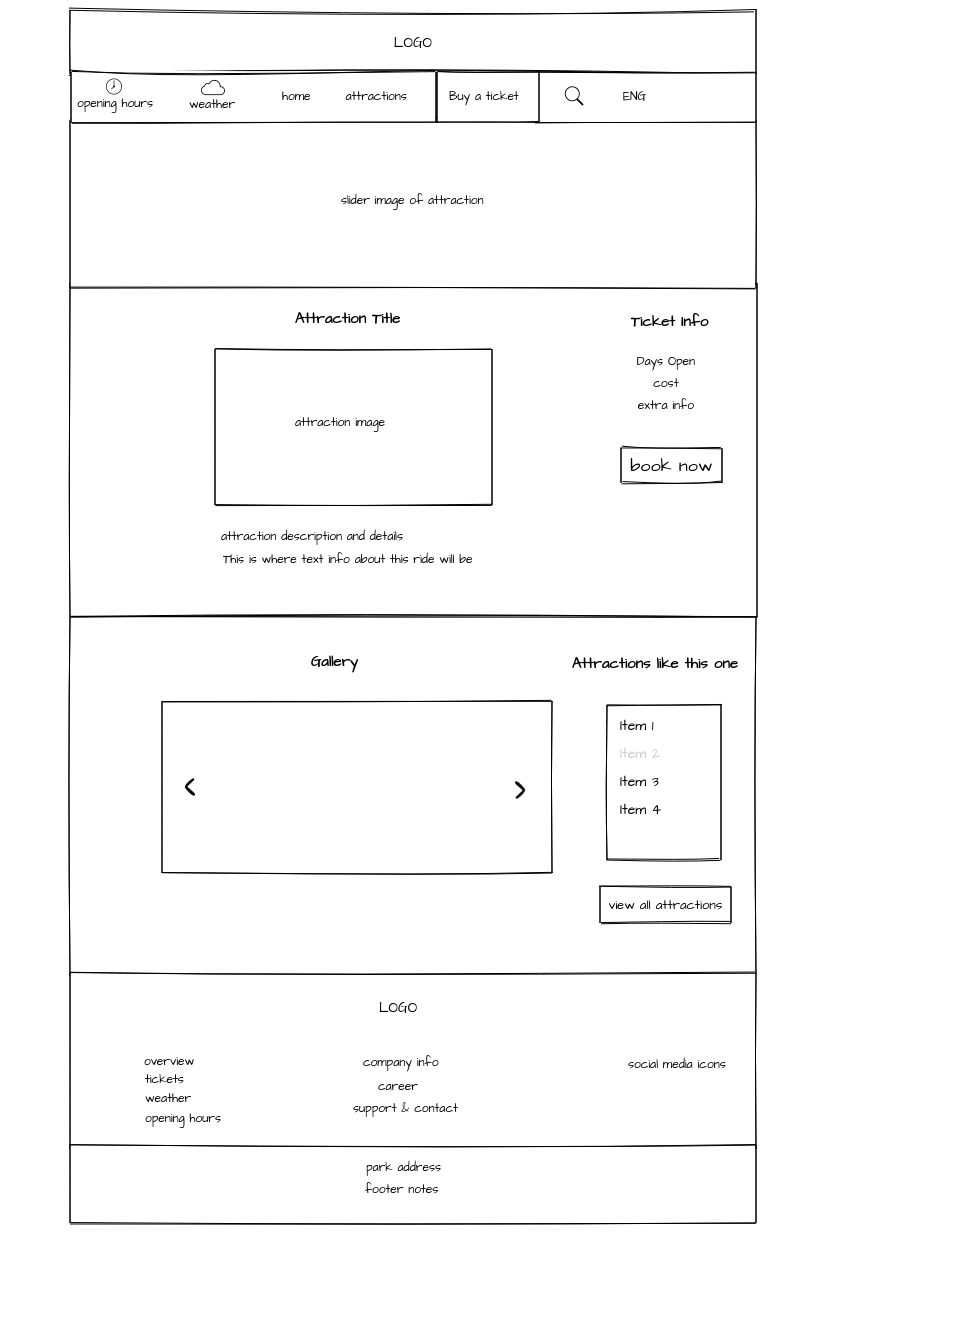 LOGO
opening hours
weather
home
attractions
Buy a ticket
ENG
slider image of attraction
Attraction Title
attraction image
attraction description and details
This is where text info about this ride will be
Ticket Info
Days Open
cost
extra info
book now
Gallery
Attractions like this one
Item 1
Item 2
Item 3
Item 4
view all attractions
LOGO
overview
tickets
weather
opening hours
company info
career
support & contact
social media icons
park address
footer notes